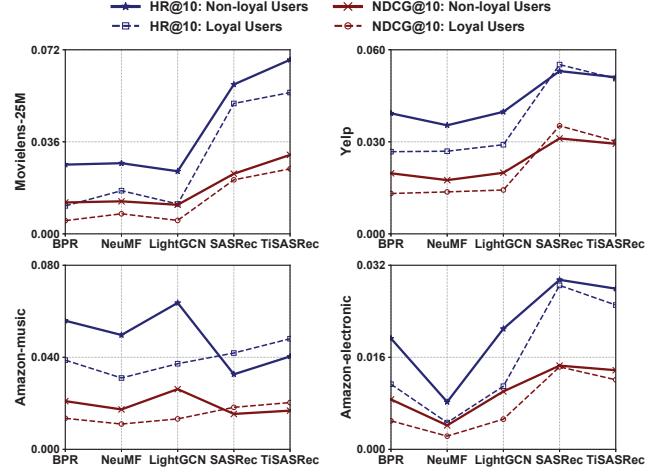 HR@10: Non-loyal Users NDCG@10: Non-loyal Users
HR@10: Loyal Users NDCG@10: Loyal Users
Movielens-25M
0.072
0.036
0.000
BPR NeuMF LightGCN SASRec TiSASRec
Yelp
0.060
0.030
0.000
BPR NeuMF LightGCN SASRec TiSASRec
Amazon-music
0.080
0.040
0.000
BPR NeuMF LightGCN SASRec TiSASRec
Amazon-electronic
0.032
0.016
0.000
BPR NeuMF LightGCN SASRec TiSASRec